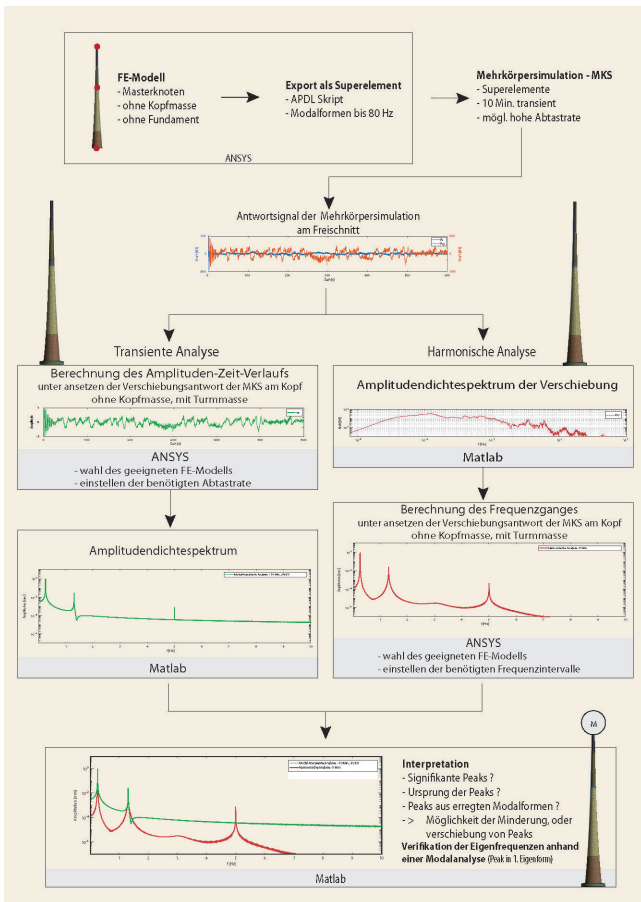 FE-Modell
- Masterknoten
- ohne Kopfmasse
- ohne Fundament
Export als Superelement
- APDL Skript
- Modalformen bis 80 Hz
ANSYS
Mehrkörpersimulation - MKS
- Superelemente
- 10 Min. transient
- mögl. hohe Abtastrate
Antwortsignal der Mehrkörpersimulation
am Freischnitt
Transiente Analyse
Harmonische Analyse
Berechnung des Amplituden-Zeit-Verlaufs
unter ansetzen der Verschiebungsantwort der MKS am Kopf
ohne Kopfmasse, mit Turmmasse
ANSYS
- wahl des geeigneten FE-Modells
- einstellen der benötigten Abtastrate
Amplitudendichtespektrum der Verschiebung
Matlab
Amplitudendichtespektrum
Matlab
Berechnung des Frequenzganges
unter ansetzen der Verschiebungsantwort der MKS am Kopf
ohne Kopfmasse, mit Turmmasse
ANSYS
- wahl des geeigneten FE-Modells
- einstellen der benötigten Frequenzintervalle
M
Interpretation
- Signifikante Peaks ?
- Ursprung der Peaks ?
- Peaks aus erregten Modalformen ?
- > Möglichkeit der Minderung, oder
verschiebung von Peaks
Verifikation der Eigenfrequenzen anhand
einer Modalanalyse (Peak in 1. Eigenform)
Matlab